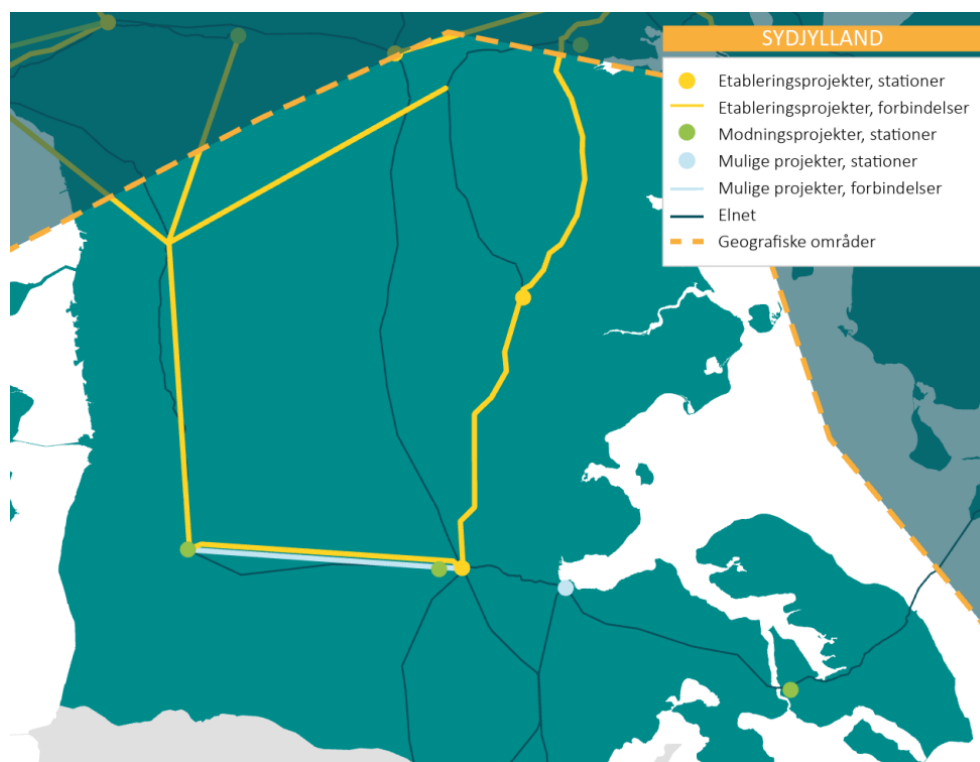 SYDJYLLAND
Etableringsprojekter, stationer
Etableringsprojekter, forbindelser
Modningsprojekter, stationer
Mulige projekter, stationer
Mulige projekter, forbindelser
Elnet
Geografiske områder